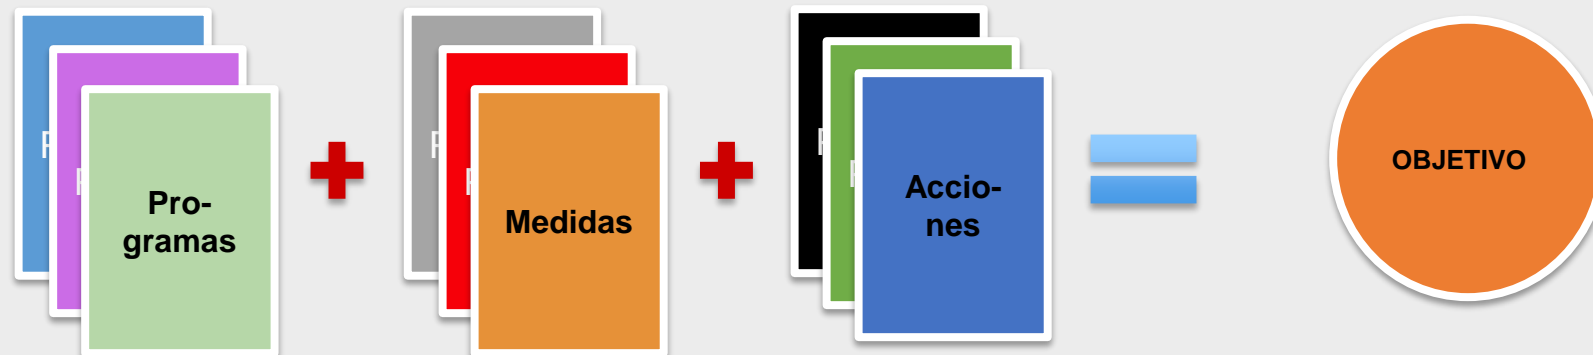 Pro-
gramas
Medidas
Accio-
nes
OBJETIVO